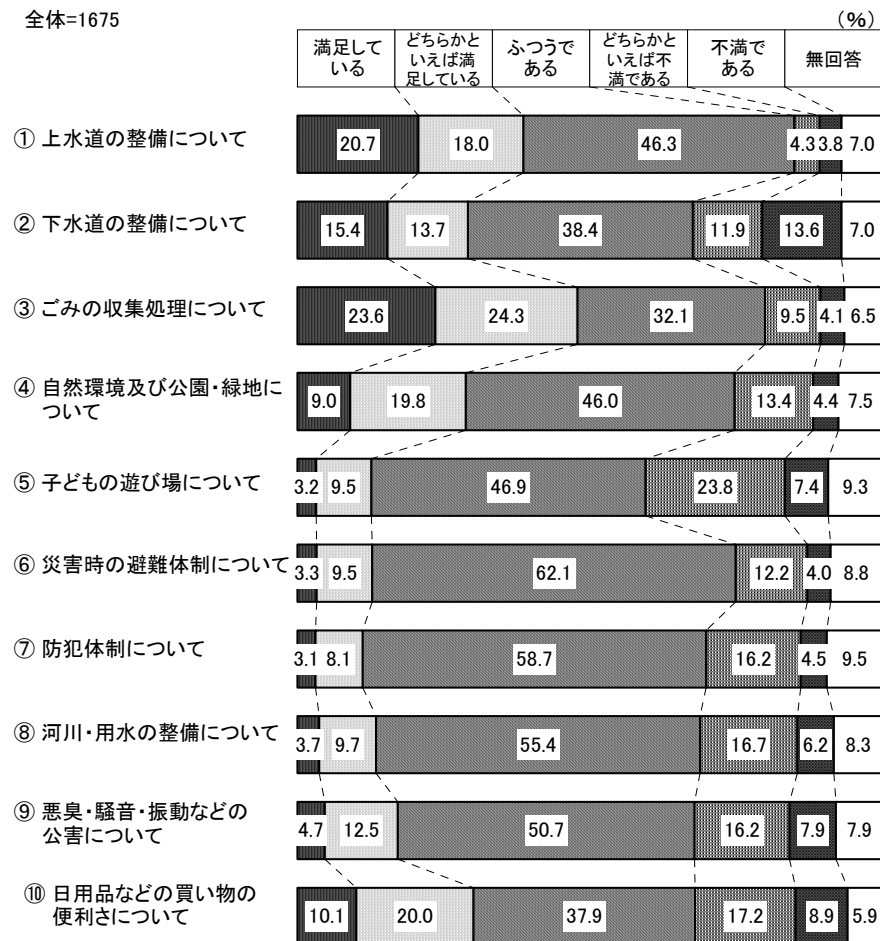 全体=1675
(%)
満足して
いる
どちらかと
いえば満
足している
ふつうで
ある
どちらかと
いえば不
満である
不満で
ある
無回答
① 上水道の整備について
20.7 18.0 46.3 4.3 3.8 7.0
② 下水道の整備について
15.4 13.7 38.4 11.9 13.6 7.0
③ ごみの収集処理について
23.6 24.3 32.1 9.5 4.1 6.5
④ 自然環境及び公園・緑地に
ついて
9.0 19.8 46.0 13.4 4.4 7.5
⑤ 子どもの遊び場について
3.2 9.5 46.9 23.8 7.4 9.3
⑥ 災害時の避難体制について
3.3 9.5 62.1 12.2 4.0 8.8
⑦ 防犯体制について
3.1 8.1 58.7 16.2 4.5 9.5
⑧ 河川・用水の整備について
3.7 9.7 55.4 16.7 6.2 8.3
⑨ 悪臭・騒音・振動などの
公害について
4.7 12.5 50.7 16.2 7.9 7.9
⑩ 日用品などの買い物の
便利さについて
10.1 20.0 37.9 17.2 8.9 5.9